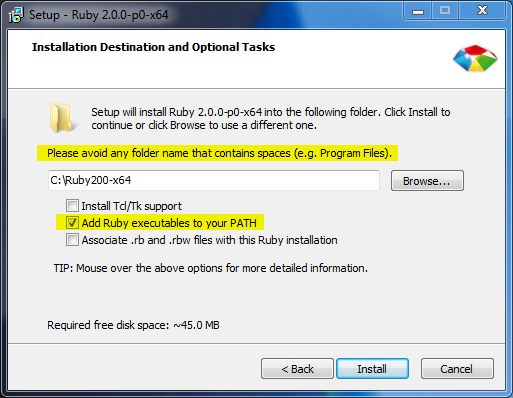 Setup - Ruby 2.0.0-p0-x64
Installation Destination and Optional Tasks
Setup will install Ruby 2.0.0-p0-x64 into the following folder. Click Install to
continue or click Browse to use a different one.
Please avoid any folder name that contains spaces (e.g. Program Files).
C:\Ruby200-x64
Browse...
Install Tcl/Tk support
Add Ruby executables to your PATH
Associate .rb and .rbw files with this Ruby installation
TIP: Mouse over the above options for more detailed information.
Required free disk space: ~45.0 MB
< Back
Install
Cancel